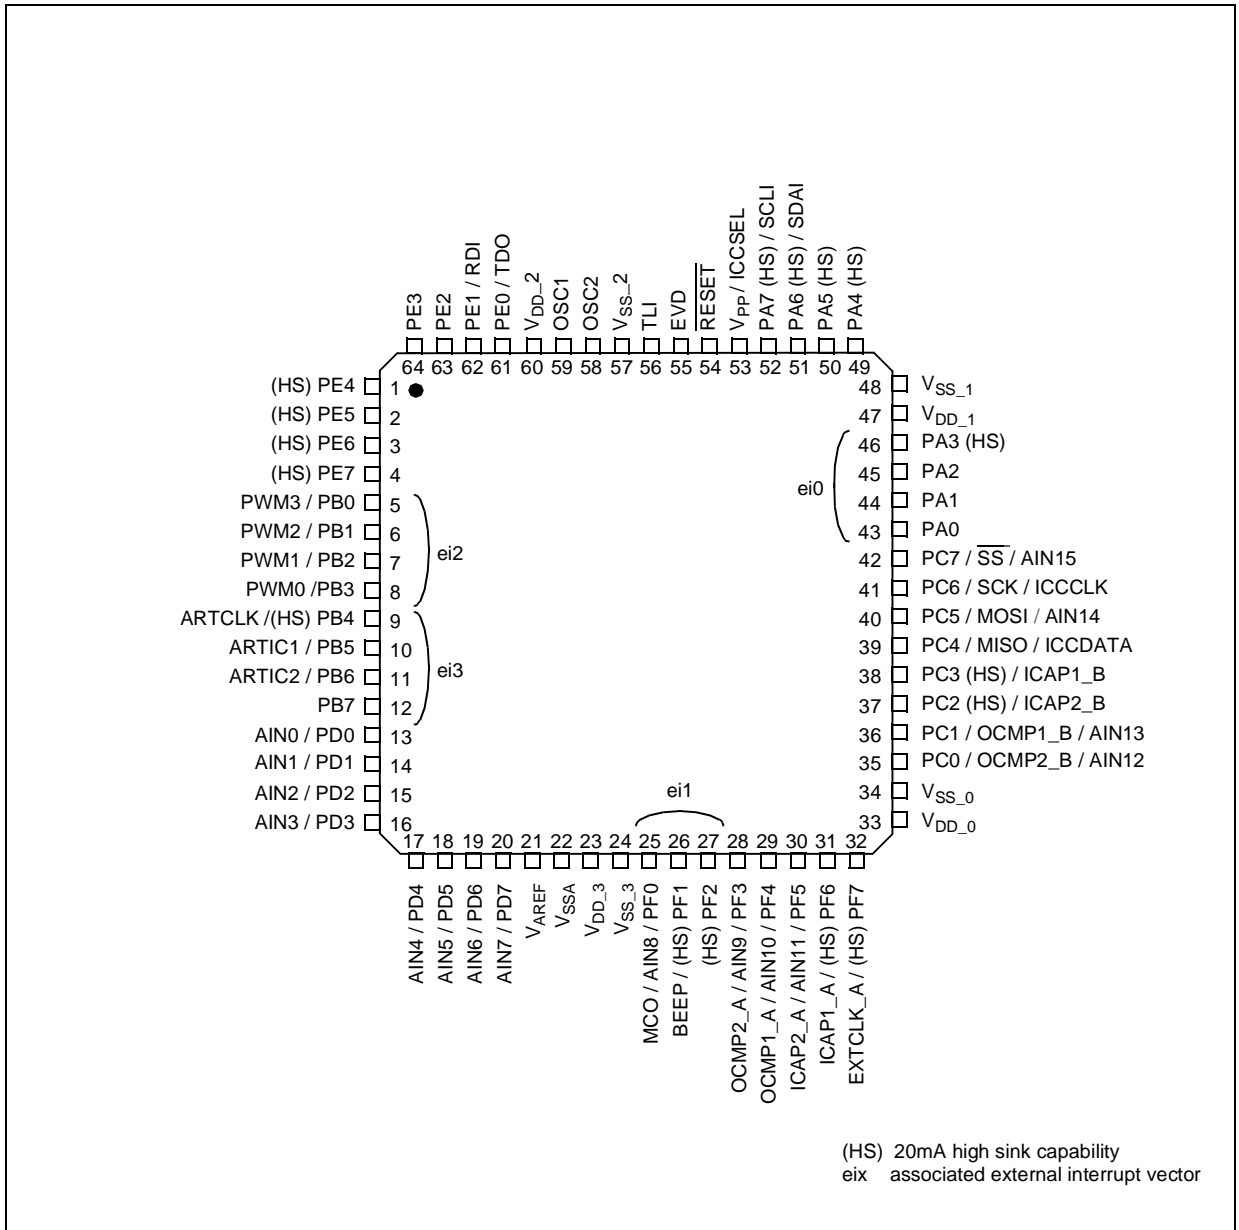 PE3
PE2
PE1 / RDI
PE0 / TDO
VDD_2
OSC1
OSC2
VSS_2
TLI
EVD
RESET
VPP / ICCSEL
PA7 (HS) / SCLI
PA6 (HS) / SDAI
PA5 (HS)
PA4 (HS)
64 63 62 61 60 59 58 57 56 55 54 53 52 51 50 49
(HS) PE4 1
(HS) PE5 2
(HS) PE6 3
(HS) PE7 4
PWM3 / PB0 5
PWM2 / PB1 6
PWM1 / PB2 7
PWM0 /PB3 8
ei2
ARTCLK /(HS) PB4 9
ARTIC1 / PB5 10
ARTIC2 / PB6 11
PB7 12
ei3
AIN0 / PD0 13
AIN1 / PD1 14
AIN2 / PD2 15
AIN3 / PD3 16
48 VSS_1
47 VDD_1
46 PA3 (HS)
45 PA2
44 PA1
43 PA0
ei0
42 PC7 / SS / AIN15
41 PC6 / SCK / ICCCLK
40 PC5 / MOSI / AIN14
39 PC4 / MISO / ICCDATA
38 PC3 (HS) / ICAP1_B
37 PC2 (HS) / ICAP2_B
36 PC1 / OCMP1_B / AIN13
35 PC0 / OCMP2_B / AIN12
34 VSS_0
33 VDD_0
ei1
17 18 19 20 21 22 23 24 25 26 27 28 29 30 31 32
AIN4 / PD4
AIN5 / PD5
AIN6 / PD6
AIN7 / PD7
VAREF
VSSA
VDD_3
VSS_3
MCO / AIN8 / PF0
BEEP / (HS) PF1
(HS) PF2
OCMP2_A / AIN9 / PF3
OCMP1_A / AIN10 / PF4
ICAP2_A / AIN11 / PF5
ICAP1_A / (HS) PF6
EXTCLK_A / (HS) PF7
(HS) 20mA high sink capability
eix associated external interrupt vector